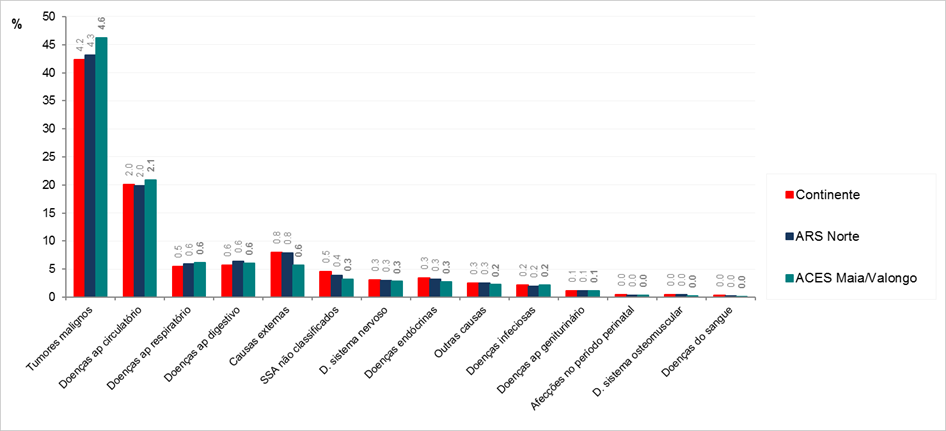 %
50
45
40
35
30
25
20
15
10
5
0
4.2 4.3 4.6
2.0 2.0 2.1
0.5 0.6 0.6
0.6 0.6 0.6
0.8 0.8 0.6
0.5 0.4 0.3
0.3 0.3 0.3
0.3 0.3 0.3
0.3 0.3 0.2
0.2 0.2 0.2
0.1 0.1 0.1
0.0 0.0 0.0
0.0 0.0 0.0
0.0 0.0 0.0
Tumores malignos
Doenças ap circulatório
Doenças ap respiratório
Doenças ap digestivo
Causas externas
SSA não classificados
D. sistema nervoso
Doenças endócrinas
Outras causas
Doenças infeciosas
Doenças ap geniturinário
Afecções no período perinatal
D. sistema osteomuscular
Doenças do sangue
Continente
ARS Norte
ACES Maia/Valongo